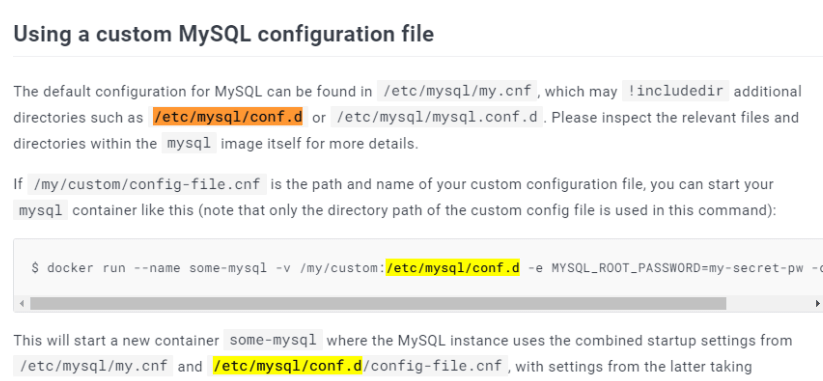 Using a custom MySQL configuration file
The default configuration for MySQL can be found in /etc/mysql/my.cnf , which may !includedir additional
directories such as /etc/mysql/conf.d or /etc/mysql/mysql.conf.d . Please inspect the relevant files and
directories within the mysql image itself for more details.
If /my/custom/config-file.cnf is the path and name of your custom configuration file, you can start your
mysql container like this (note that only the directory path of the custom config file is used in this command):
$ docker run --name some-mysql -v /my/custom:/etc/mysql/conf.d -e MYSQL_ROOT_PASSWORD=my-secret-pw -
This will start a new container some-mysql where the MySQL instance uses the combined startup settings from
/etc/mysql/my.cnf and /etc/mysql/conf.d/config-file.cnf , with settings from the latter taking